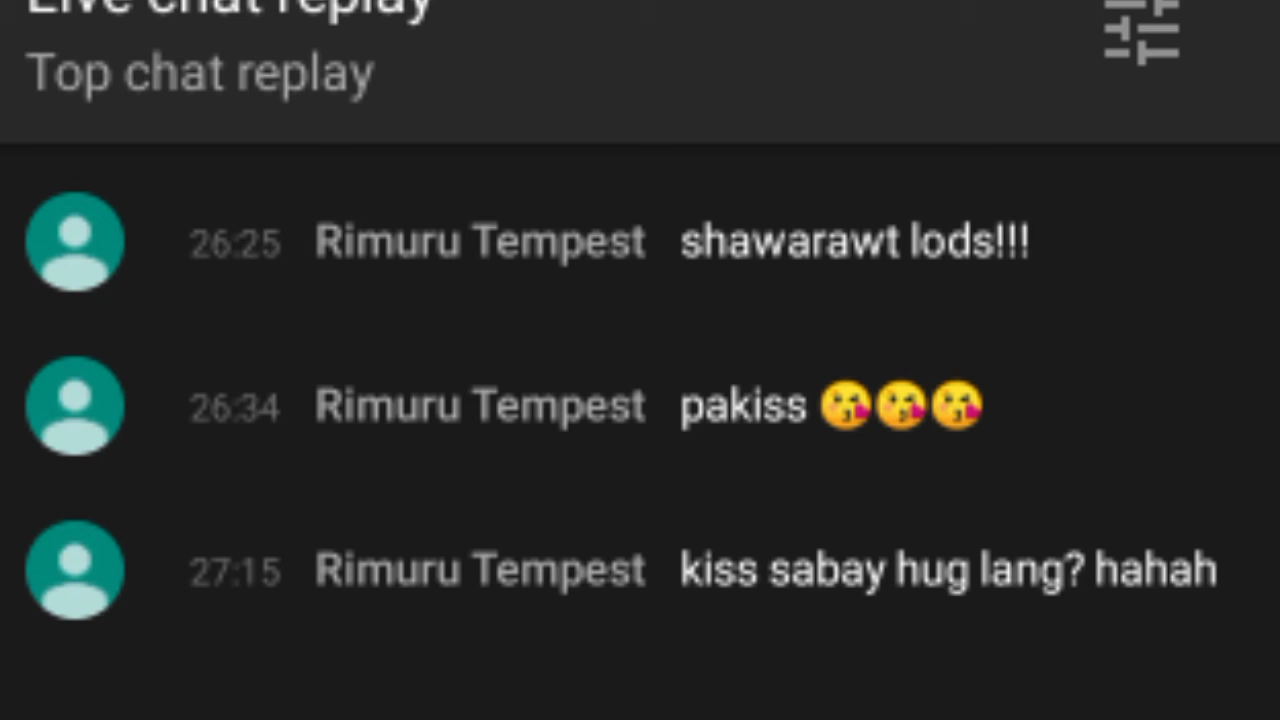 Live chat replay
Top chat replay
26:25 Rimuru Tempest shawarawt lods!!!
26:34 Rimuru Tempest pakiss 😘😘😘
27:15 Rimuru Tempest kiss sabay hug lang? hahah